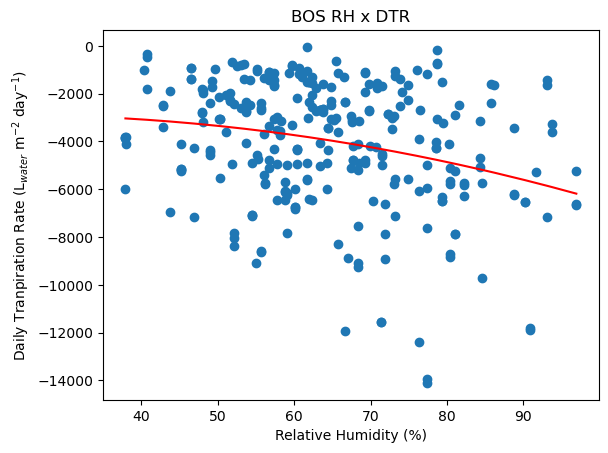 BOS RH x DTR
0
−2000
−4000
−6000
−8000
−10000
−12000
−14000
Daily Tranpiration Rate (L_water m⁻² day⁻¹)
40 50 60 70 80 90
Relative Humidity (%)